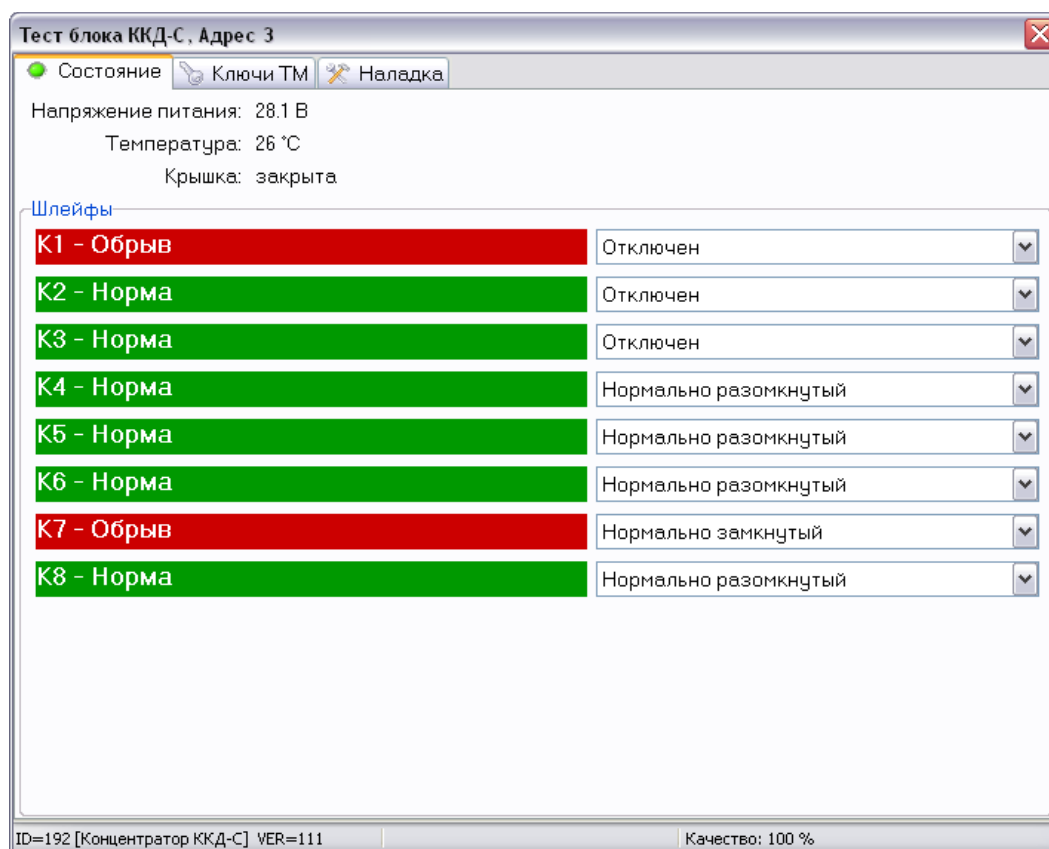 Тест блока ККД-С, Адрес 3
Состояние Ключи ТМ Наладка
Напряжение питания: 28.1 В
Температура: 26 °C
Крышка: закрыта
Шлейфы
К1 - Обрыв Отключен
К2 - Норма Отключен
К3 - Норма Отключен
К4 - Норма Нормально разомкнутый
К5 - Норма Нормально разомкнутый
К6 - Норма Нормально разомкнутый
К7 - Обрыв Нормально замкнутый
К8 - Норма Нормально разомкнутый
ID=192 [Концентратор ККД-С] VER=111 Качество: 100 %